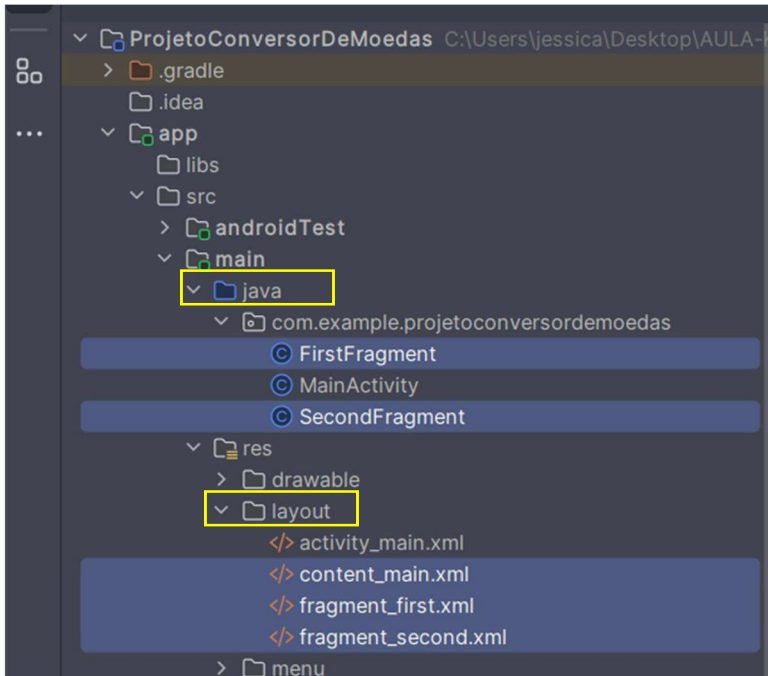 ProjetoConversorDeMoedas C:\Users\jessica\Desktop\AULA-
.gradle
.idea
app
libs
src
androidTest
main
java
com.example.projetoconversordemoedas
FirstFragment
MainActivity
SecondFragment
res
drawable
layout
activity_main.xml
content_main.xml
fragment_first.xml
fragment_second.xml
menu